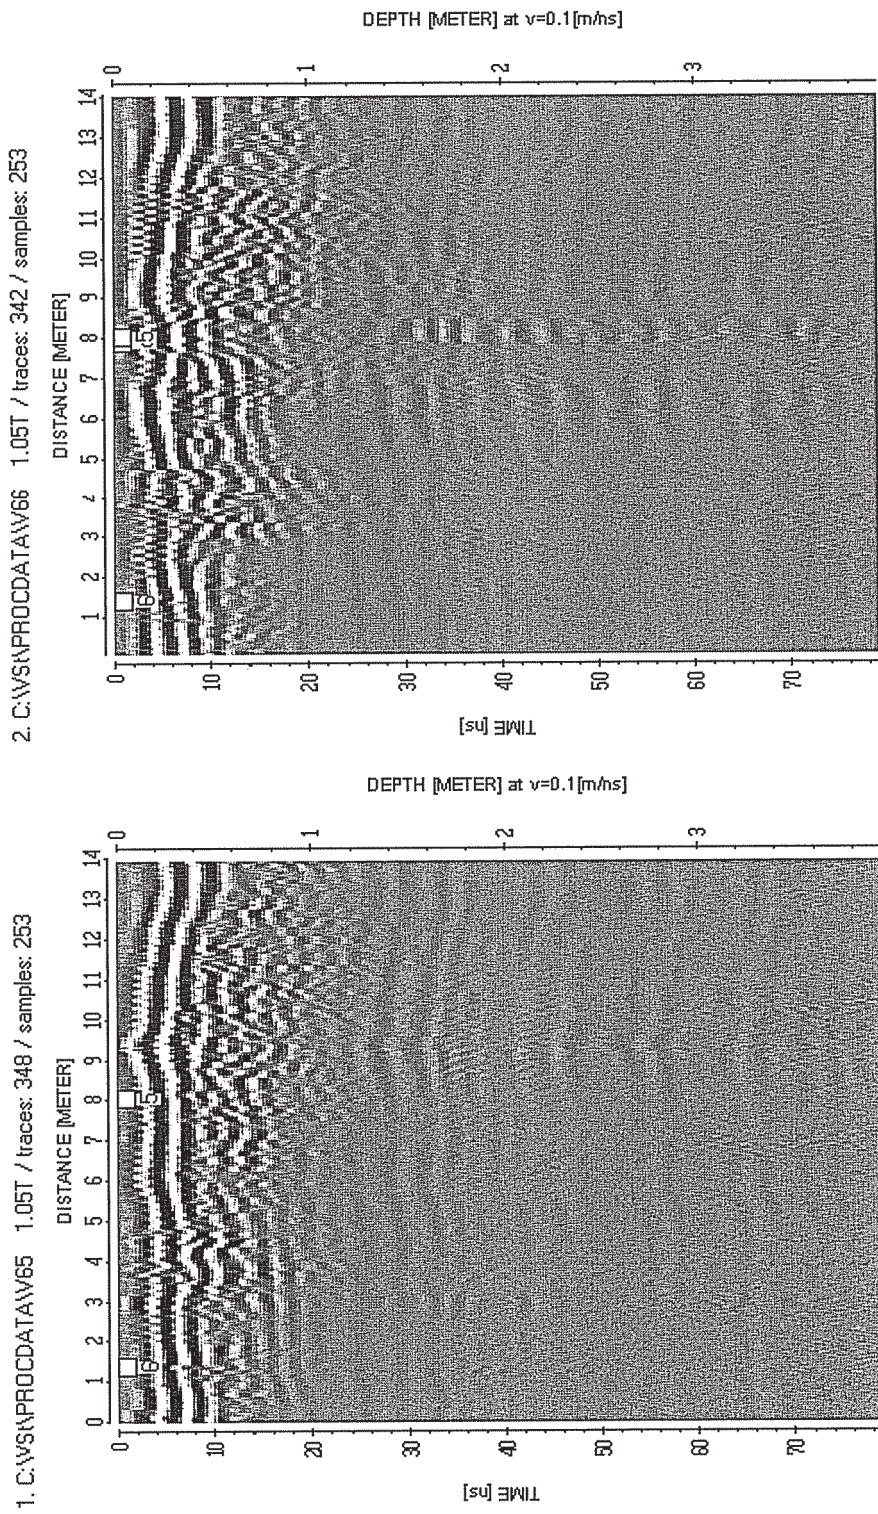 1. C:\VSt\PROCDATA\V65 1.05T / traces: 348 / samples: 253
DISTANCE [METER]
0 1 2 3 4 5 6 7 8 9 10 11 12 13 14
6 5
TIME [ns]
0
10
20
30
40
50
60
70
DEPTH [METER] at v=0.1[m/ns]
0
1
2
3
2. C:\VSt\PROCDATA\V66 1.05T / traces: 342 / samples: 253
DISTANCE [METER]
1 2 3 4 5 6 7 8 9 10 11 12 13 14
6 5
TIME [ns]
0
10
20
30
40
50
60
70
DEPTH [METER] at v=0.1[m/ns]
0
1
2
3